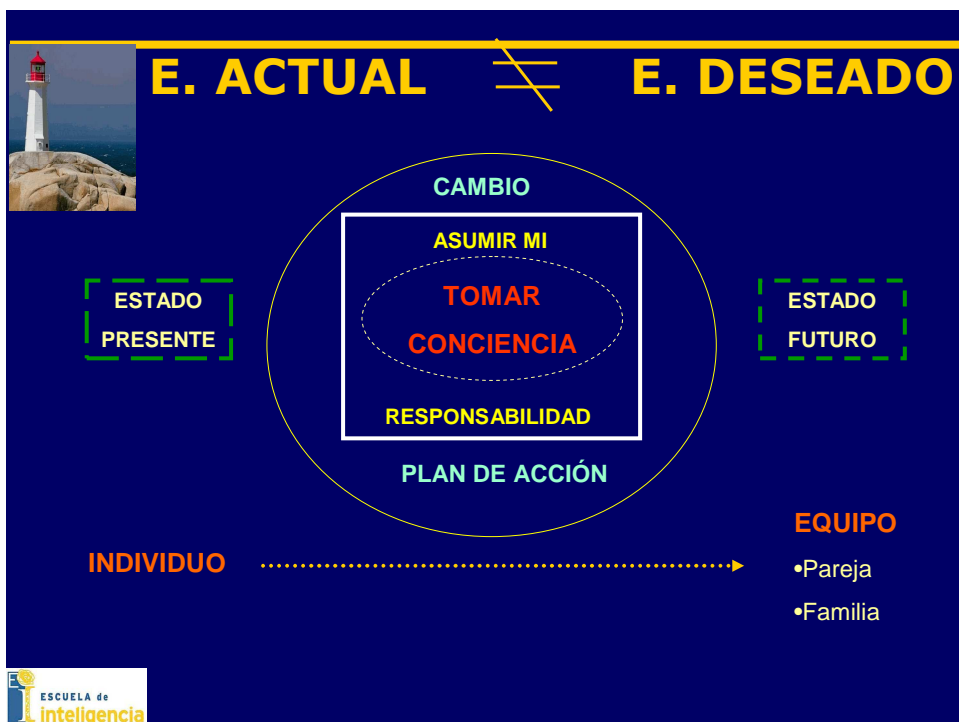 E. ACTUAL ≠ E. DESEADO
CAMBIO
ASUMIR MI
TOMAR
CONCIENCIA
RESPONSABILIDAD
PLAN DE ACCIÓN
ESTADO
PRESENTE
ESTADO
FUTURO
INDIVIDUO
EQUIPO
•Pareja
•Familia
ESCUELA de
inteligencia